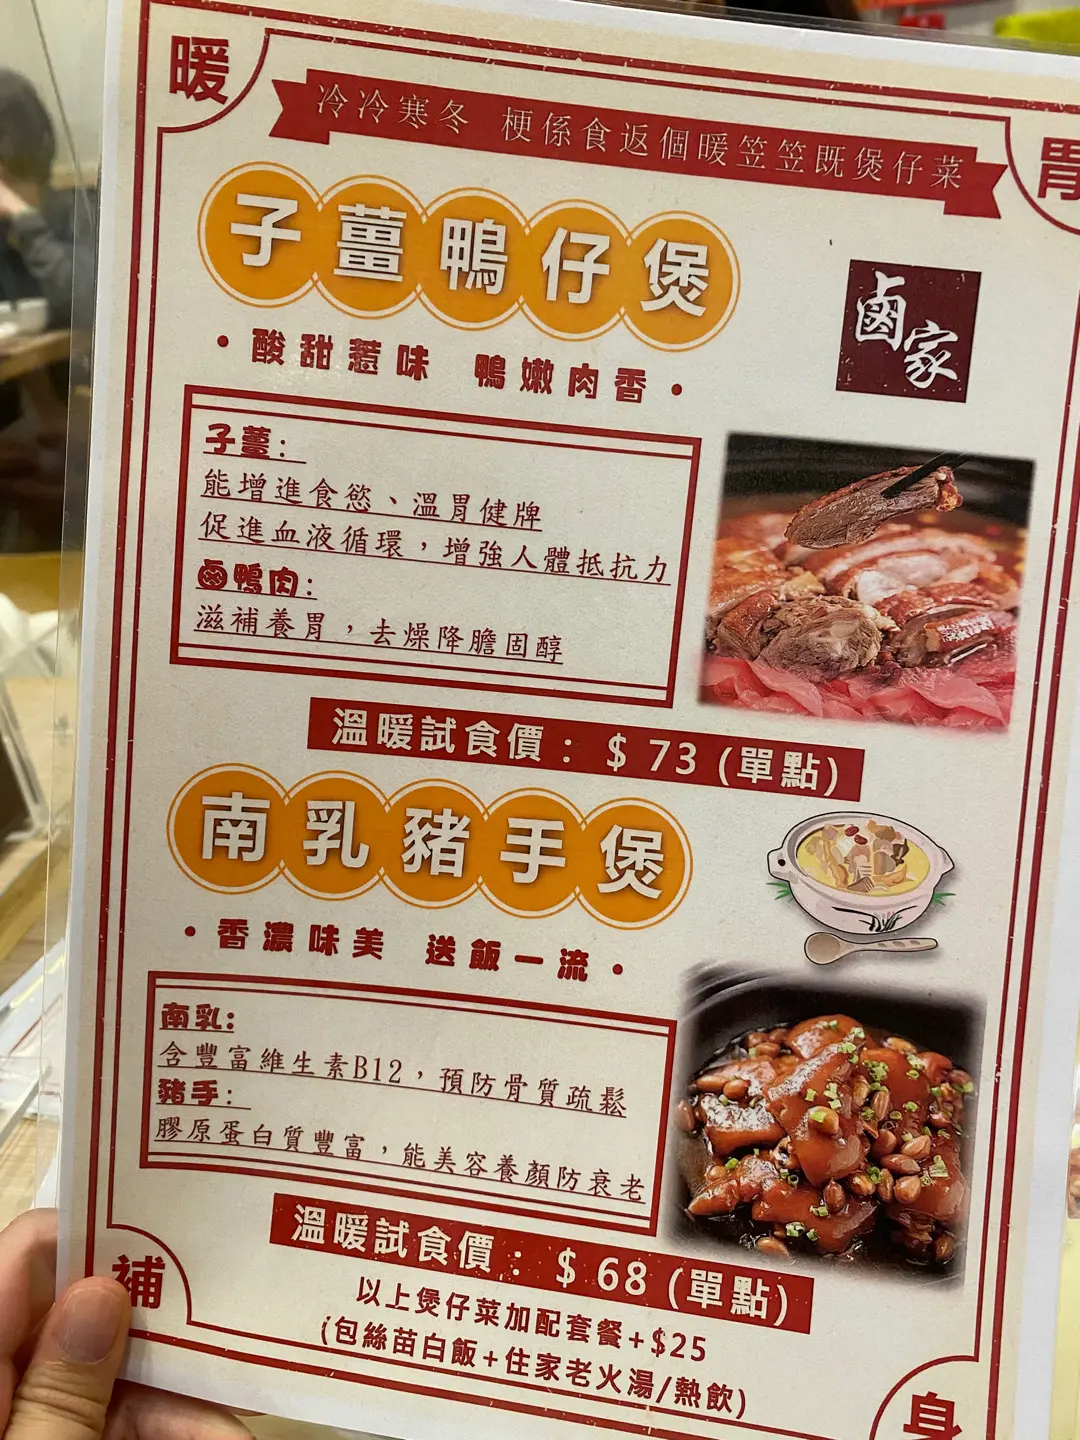 暖
胃
冷冷寒冬 梗係食返個暖笠笠既煲仔菜
子薑鴨仔煲
鹵家
•酸甜惹味 鴨嫩肉香•
子薑:
能增進食慾、溫胃健牌
促進血液循環，增強人體抵抗力
鹵鴨肉:
滋補養胃，去燥降膽固醇
溫暖試食價：$73(單點)
南乳豬手煲
•香濃味美 送飯一流•
南乳:
含豐富維生素B12，預防骨質疏鬆
豬手:
膠原蛋白質豐富，能美容養顏防衰老
溫暖試食價：$68(單點)
以上煲仔菜加配套餐+$25
(包絲苗白飯+住家老火湯/熱飲)
補
身